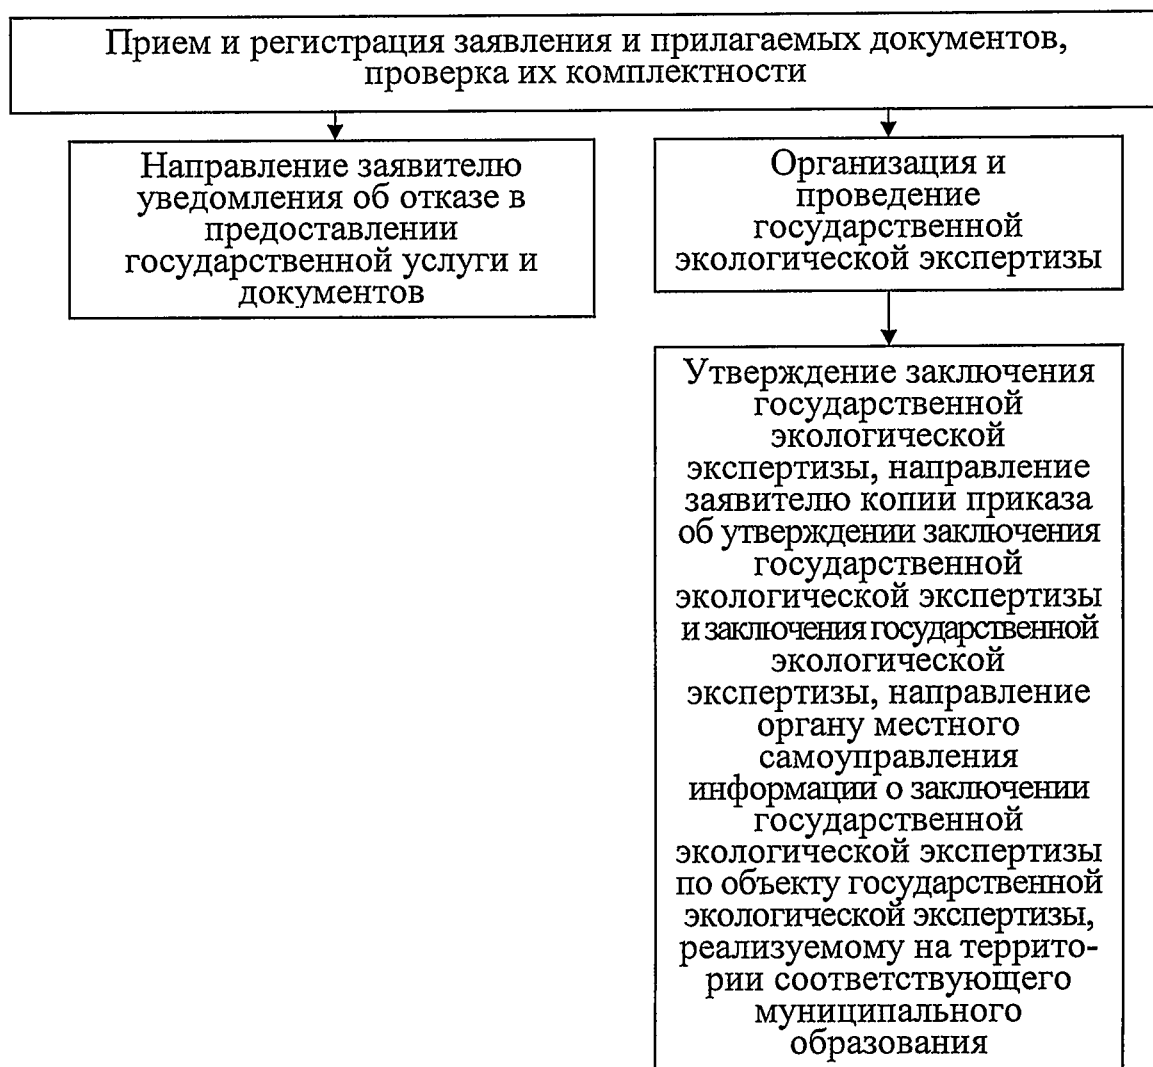 Прием и регистрация заявления и прилагаемых документов,
проверка их комплектности
Направление заявителю
уведомления об отказе в
предоставлении
государственной услуги и
документов
Организация и
проведение
государственной
экологической экспертизы
Утверждение заключения
государственной
экологической
экспертизы, направление
заявителю копии приказа
об утверждении заключения
государственной
экологической экспертизы
и заключения государственной
экологической
экспертизы, направление
органу местного
самоуправления
информации о заключении
государственной
экологической экспертизы
по объекту государственной
экологической экспертизы,
реализуемому на террито-
рии соответствующего
муниципального
образования